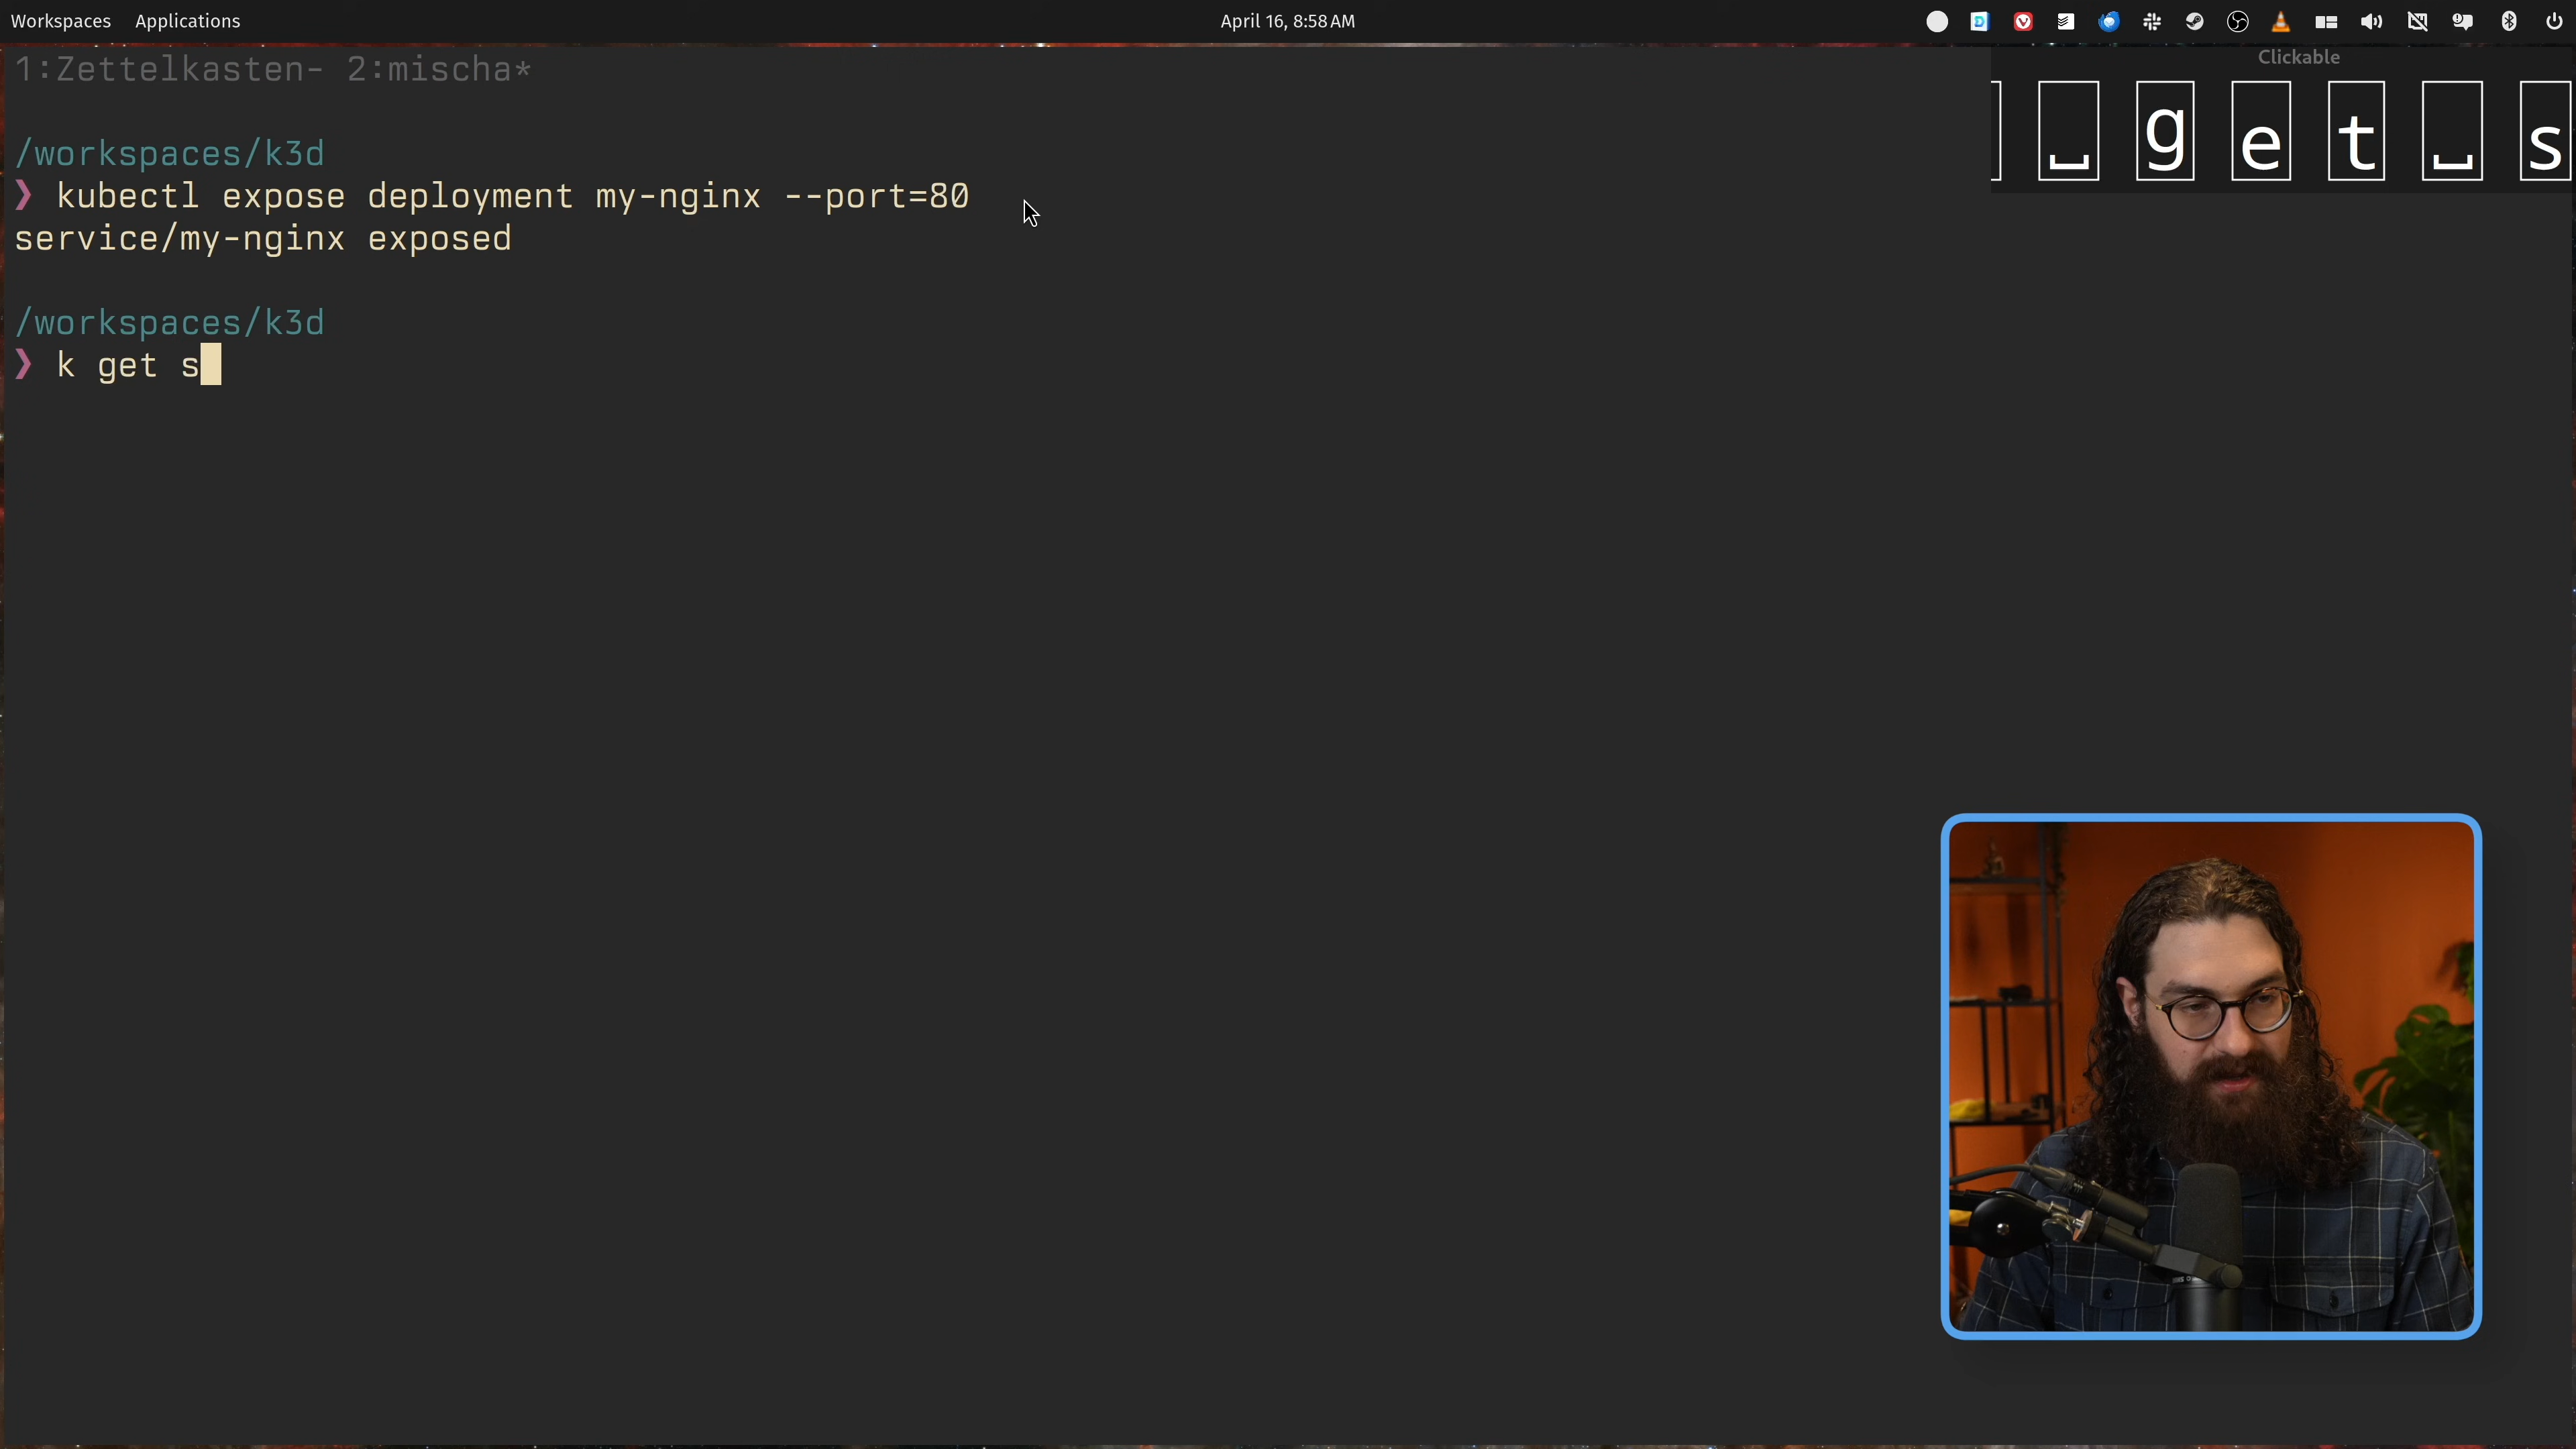 Workspaces Applications April 16, 8:58 AM
1:Zettelkasten- 2:mischa*
Clickable
␣ g e t ␣ s
/workspaces/k3d
❯ kubectl expose deployment my-nginx --port=80
service/my-nginx exposed
/workspaces/k3d
❯ k get s